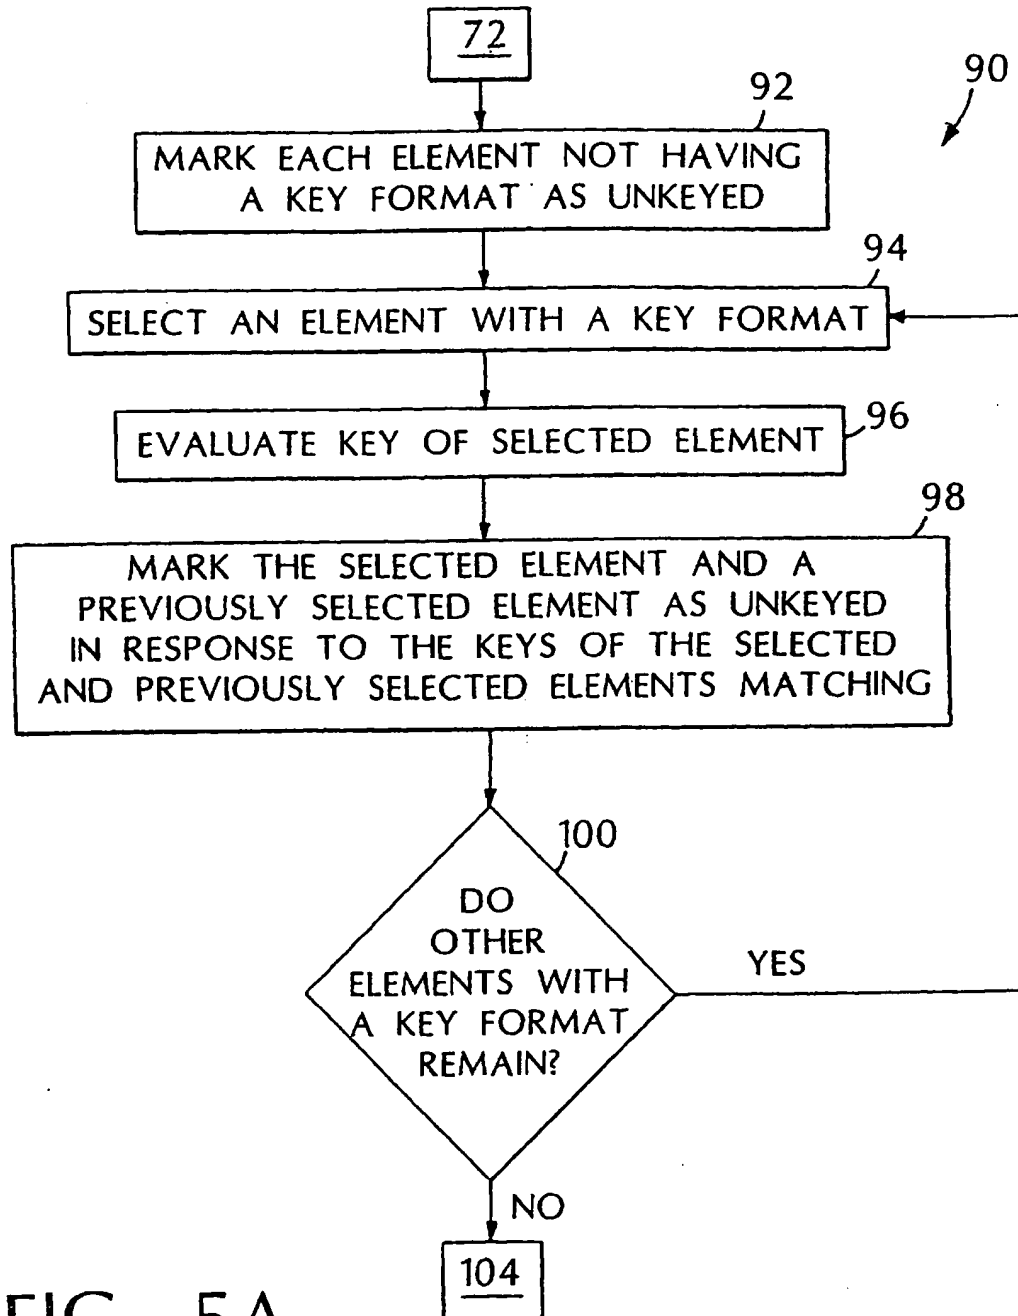 72
90
92
MARK EACH ELEMENT NOT HAVING
A KEY FORMAT AS UNKEYED
94
SELECT AN ELEMENT WITH A KEY FORMAT
EVALUATE KEY OF SELECTED ELEMENT
96
98
MARK THE SELECTED ELEMENT AND A
PREVIOUSLY SELECTED ELEMENT AS UNKEYED
IN RESPONSE TO THE KEYS OF THE SELECTED
AND PREVIOUSLY SELECTED ELEMENTS MATCHING
100
DO
OTHER
ELEMENTS WITH
A KEY FORMAT
REMAIN?
YES
NO
104
FIG. 5A